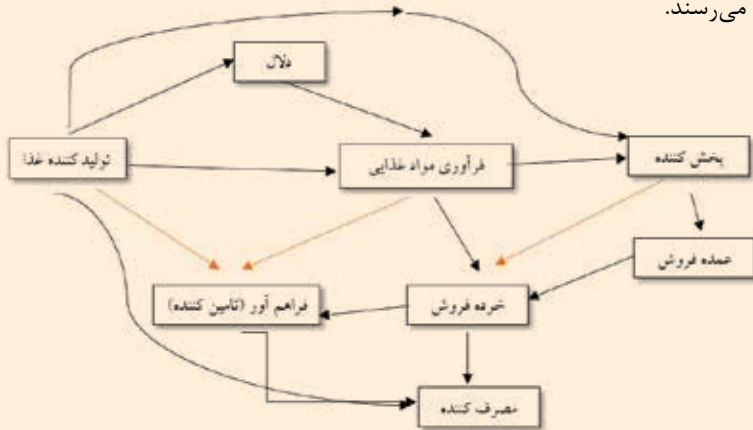 می‌رسند.
دلال
تولید کننده غذا
فرآوری مواد غذایی
پخش کننده
عمده فروش
خرده فروش
فراهم آور (تامین کننده)
مصرف کننده